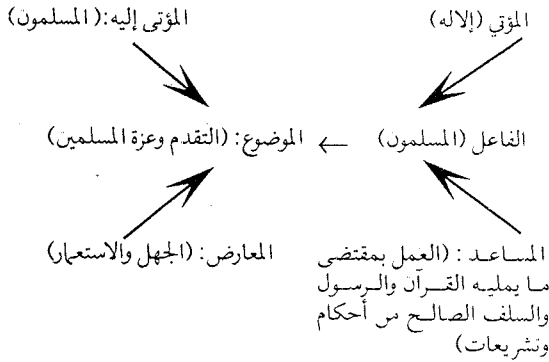 المؤتي (إلاله)
المؤتى إليه: (المسلمون)
الفاعل (المسلمون) ← الموضوع: (التقدم وعزة المسلمين)
المساعد: (العمل بمقتضى
ما يمليه القرآن والرسول
والسلف الصالح من أحكام
وتشريعات)
المعارض: (الجهل والاستعمار)